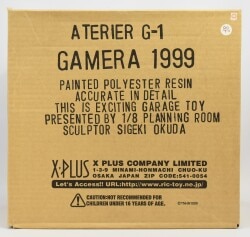 ATERIER G-1
GAMERA 1999
PAINTED POLYESTER RESIN
ACCURATE IN DETAIL
THIS IS EXCITING GARAGE TOY
PRESENTED BY 1/8 PLANNING ROOM
SCULPTOR SIGEKI OKUDA
X-PLUS
X PLUS COMPANY LIMITED
1-3-9 MINAMI-HONMACHI CHUO-KU
OSAKA JAPAN ZIP CODE:541-0054
Let's Access!! URL:http://www.ric-toy.ne.jp/
CAUTION:NOT RECOMMENDED FOR
CHILDREN UNDER 15 YEARS OF AGE.